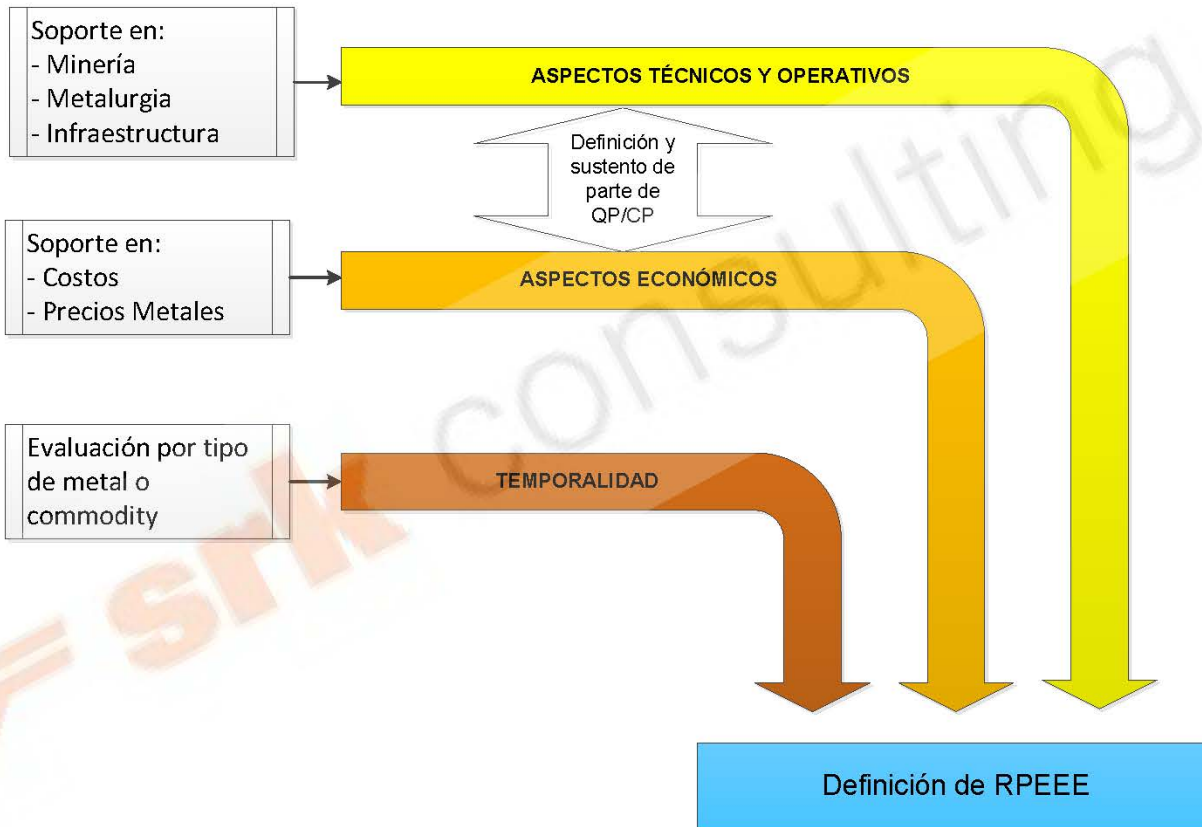 Soporte en:
- Minería
- Metalurgia
- Infraestructura
ASPECTOS TÉCNICOS Y OPERATIVOS
Definición y
sustento de
parte de
QP/CP
Soporte en:
- Costos
- Precios Metales
ASPECTOS ECONÓMICOS
Evaluación por tipo
de metal o
commodity
TEMPORALIDAD
Definición de RPEEE
srk consulting